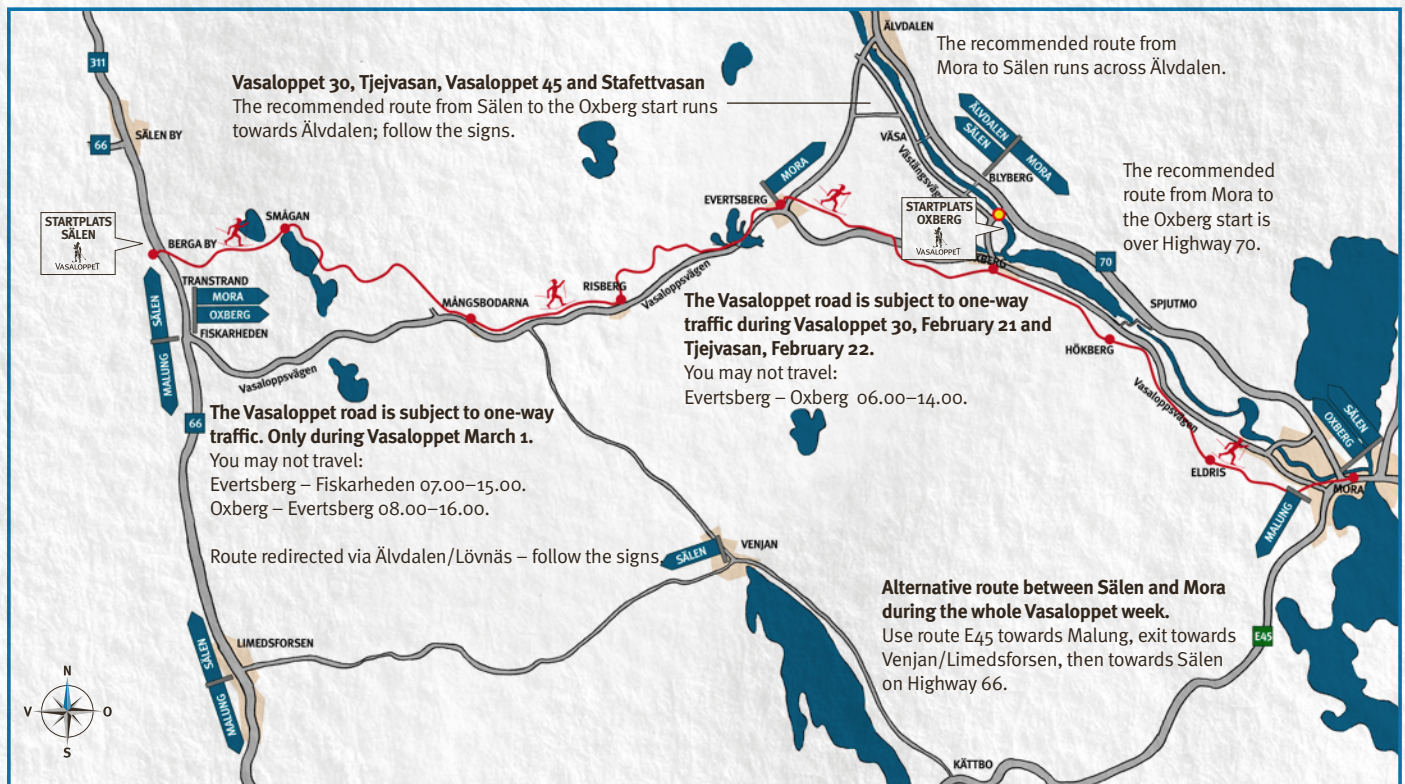 ÄLVDALEN
The recommended route from
Mora to Sälen runs across Älvdalen.
311
Vasaloppet 30, Tjejvasan, Vasaloppet 45 and Stafettvasan
The recommended route from Sälen to the Oxberg start runs
towards Älvdalen; follow the signs.
SÄLEN BY
66
VÄSA
ÄLVDALEN
SÄLEN
MORA
BLYBERG
MORA
EVERTSBERG
The recommended
route from Mora to
the Oxberg start is
over Highway 70.
STARTPLATS
OXBERG
VASALOPPET
STARTPLATS
SÄLEN
VASALOPPET
SMÅGAN
BERGA BY
70
TRANSTRAND
MORA
OXBERG
FISKARHEDEN
SÄLEN
MALUNG
MÅNGSBODARNA
RISBERG
Vasaloppsvägen
SPJUTMO
HÖKBERG
The Vasaloppet road is subject to one-way
traffic during Vasaloppet 30, February 21 and
Tjejvasan, February 22.
You may not travel:
Evertsberg – Oxberg 06.00–14.00.
Vasaloppsvägen
Vasaloppsvägen
66
The Vasaloppet road is subject to one-way
traffic. Only during Vasaloppet March 1.
You may not travel:
Evertsberg – Fiskarheden 07.00–15.00.
Oxberg – Evertsberg 08.00–16.00.
Route redirected via Älvdalen/Lövnäs – follow the signs.
SÄLEN
OXBERG
ELDRIS
MORA
MALUNG
SÄLEN
VENJAN
Alternative route between Sälen and Mora
during the whole Vasaloppet week.
Use route E45 towards Malung, exit towards
Venjan/Limedsforsen, then towards Sälen
on Highway 66.
E45
LIMEDSFORSEN
SÄLEN
MALUNG
N
V
O
S
KÄTTBO